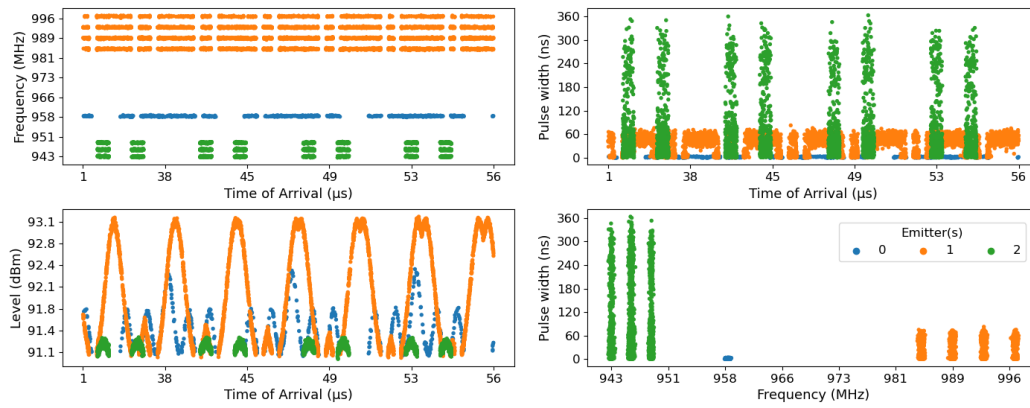 996
989
981
973
966
958
951
943
Frequency (MHz)
1 38 45 49 53 56
Time of Arrival (µs)
360
300
240
180
120
60
0
Pulse width (ns)
1 38 45 49 53 56
Time of Arrival (µs)
93.1
92.8
92.4
92.1
91.8
91.4
91.1
Level (dBm)
1 38 45 49 53 56
Time of Arrival (µs)
360
300
240
180
120
60
0
Pulse width (ns)
Emitter(s)
0 1 2
943 951 958 966 973 981 989 996
Frequency (MHz)